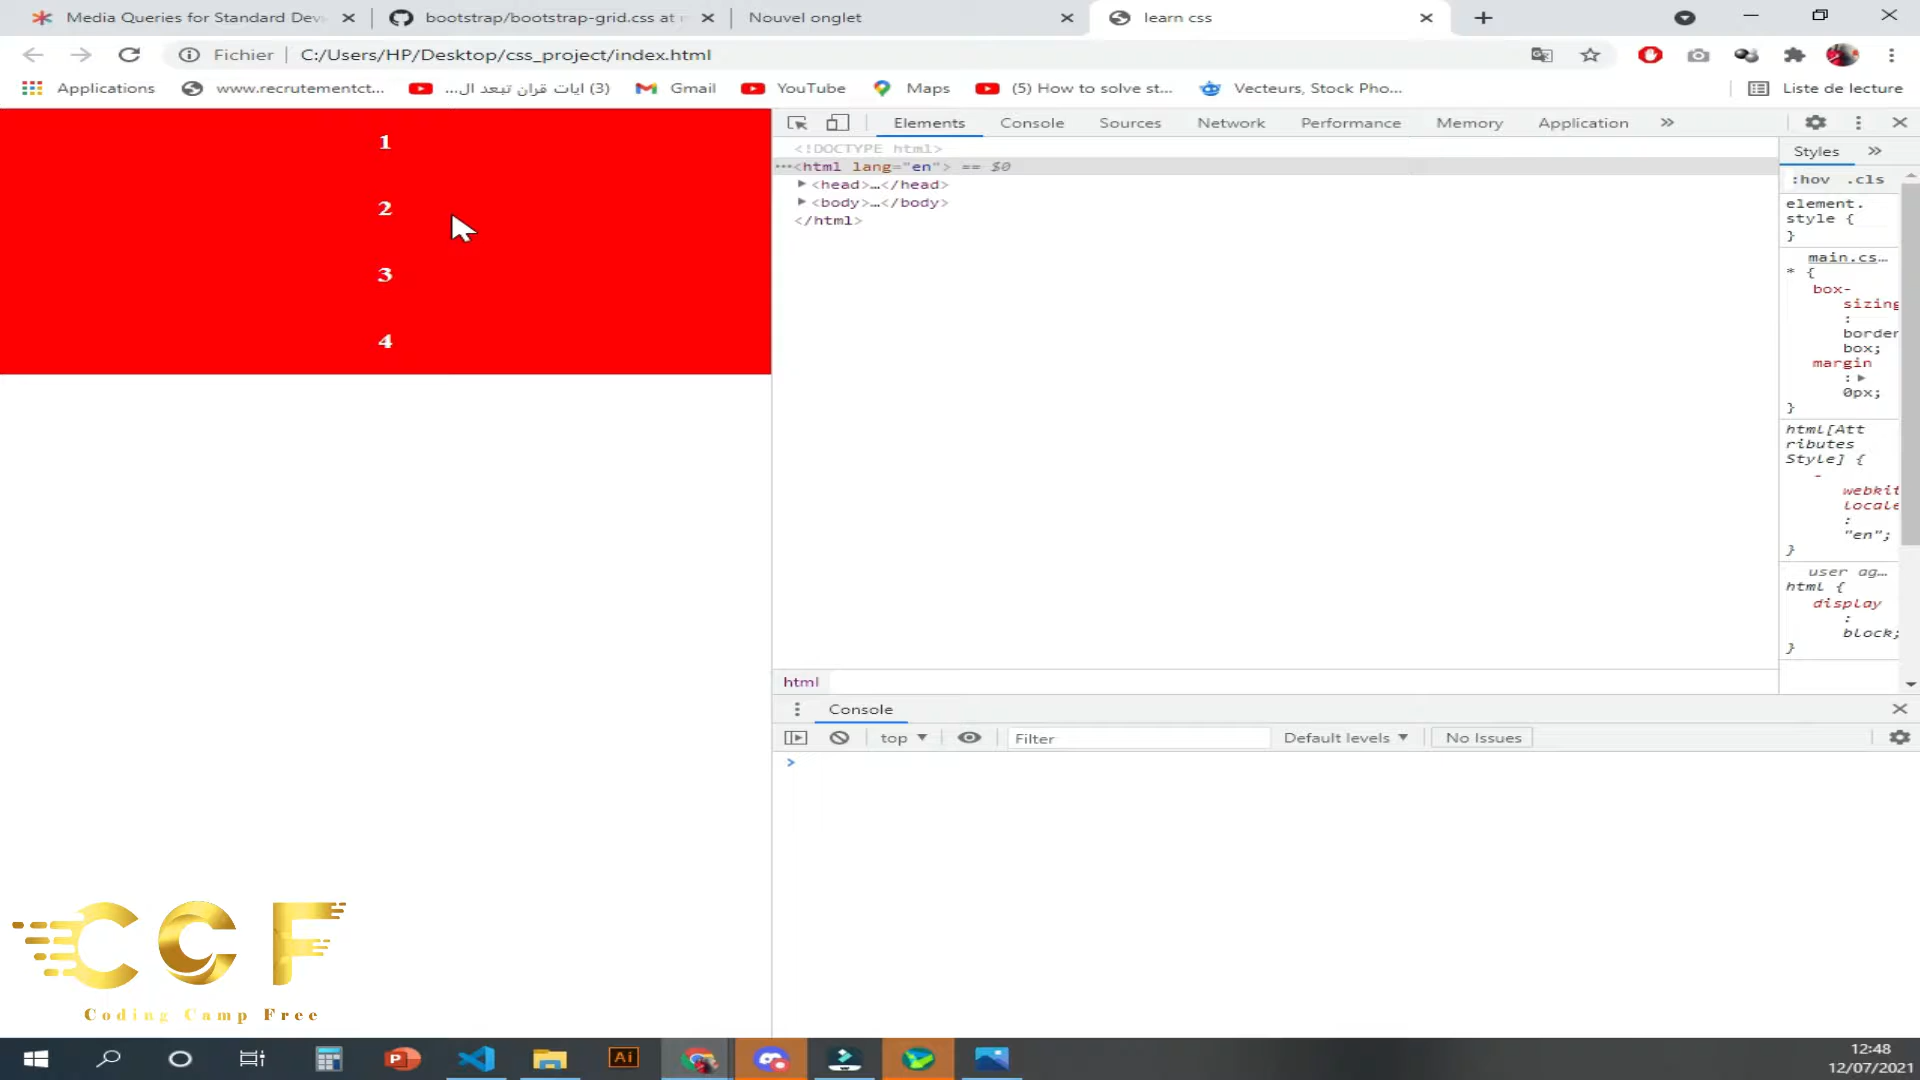 Media Queries for Standard Dev
bootstrap/bootstrap-grid.css at
Nouvel onglet
learn css
Fichier
C:/Users/HP/Desktop/css_project/index.html
Applications
www.recrutementct...
(3) ايات قران تبعد ال...
Gmail
YouTube
Maps
(5) How to solve st...
Vecteurs, Stock Pho...
Liste de lecture
1
2
3
4
Elements
Console
Sources
Network
Performance
Memory
Application
»
<!DOCTYPE html>
···<html lang="en"> == $0
<head>…</head>
<body>…</body>
</html>
html
Styles
»
:hov .cls
element.
style {
}
main.cs…
* {
box-
sizing
:
border
box;
margin
:
0px;
}
html[Att
ributes
Style] {
-
webkit
locale
:
"en";
}
user ag…
html {
display
:
block;
}
Console
top
Filter
Default levels
No Issues
>
CCF
Coding Camp Free
P
Ai
12:48
12/07/2021